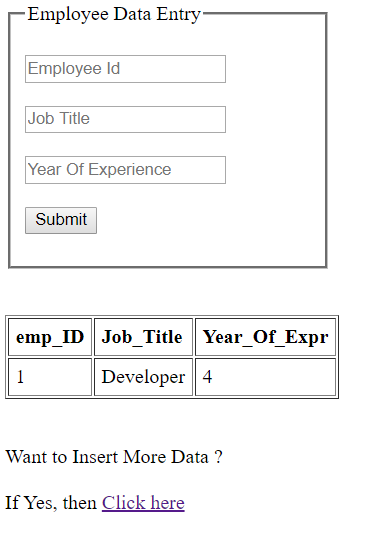 Employee Data Entry
Employee Id
Job Title
Year Of Experience
Submit
emp_ID Job_Title Year_Of_Expr
1 Developer 4
Want to Insert More Data ?
If Yes, then Click here